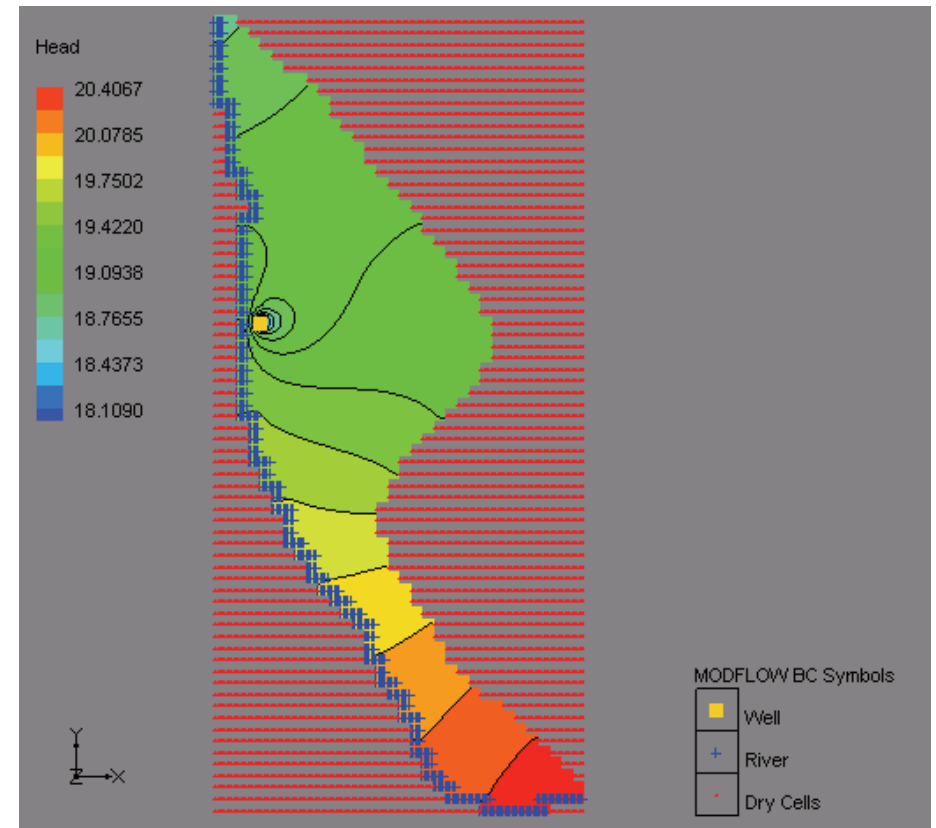 Head
20.4067
20.0785
19.7502
19.4220
19.0938
18.7655
18.4373
18.1090
MODFLOW BC Symbols
Well
River
Dry Cells
Y
Z
X